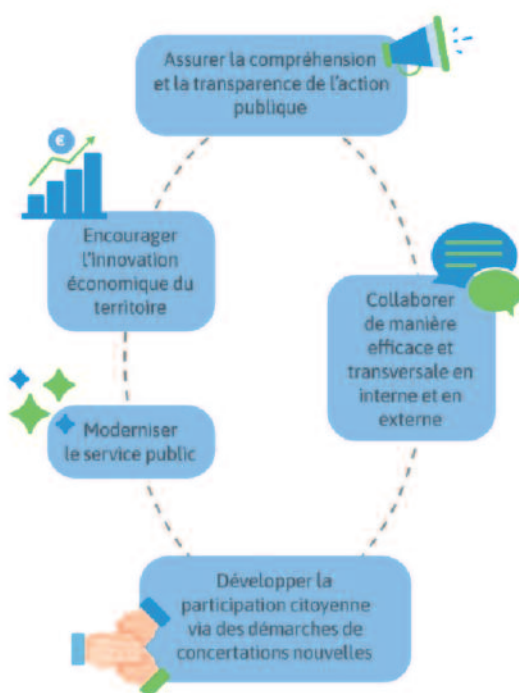 Assurer la compréhension
et la transparence de l'action
publique
€
Encourager
l'innovation
économique du
territoire
Collaborer
de manière
efficace et
transversale en
interne et en
externe
Moderniser
le service public
Développer la
participation citoyenne
via des démarches de
concertations nouvelles